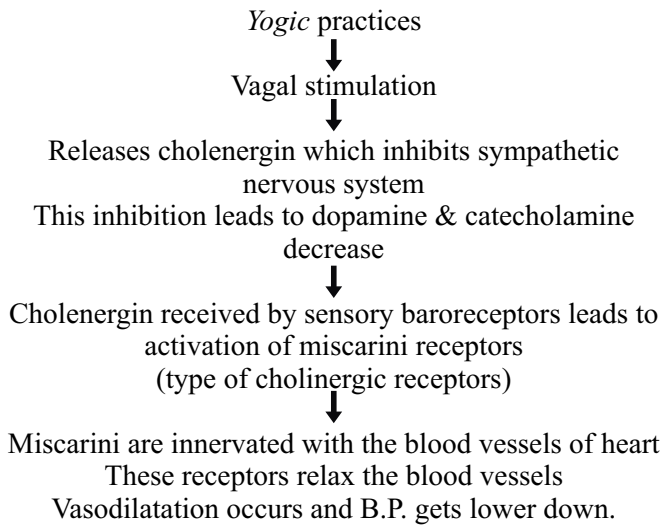 Yogic practices
Vagal stimulation
Releases cholenergin which inhibits sympathetic
nervous system
This inhibition leads to dopamine & catecholamine
decrease
Cholenergin received by sensory baroreceptors leads to
activation of miscarini receptors
(type of cholinergic receptors)
Miscarini are innervated with the blood vessels of heart
These receptors relax the blood vessels
Vasodilatation occurs and B.P. gets lower down.